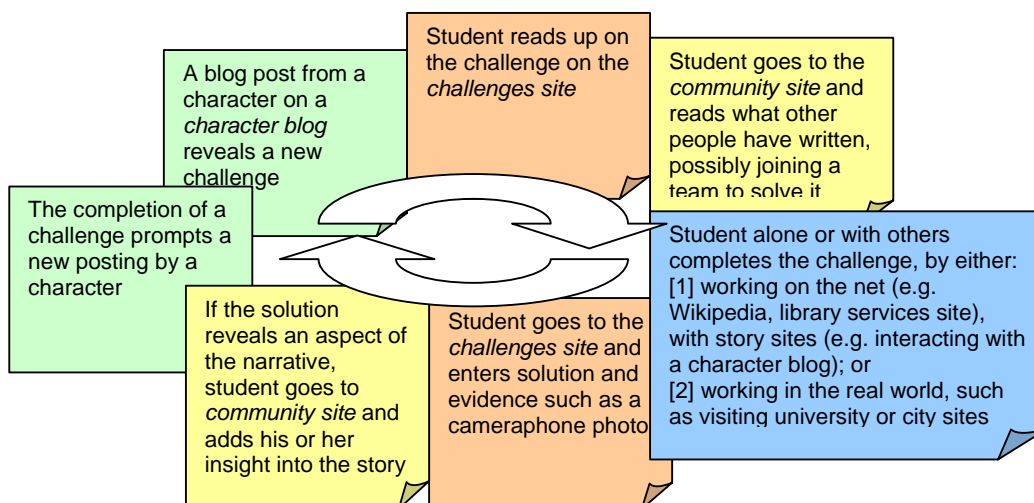 A blog post from a
character on a
character blog
reveals a new
challenge
Student reads up on
the challenge on the
challenges site
Student goes to the
community site and
reads what other
people have written,
possibly joining a
team to solve it
Student alone or with others
completes the challenge, by either:
[1] working on the net (e.g.
Wikipedia, library services site),
with story sites (e.g. interacting with
a character blog); or
[2] working in the real world, such
as visiting university or city sites
Student goes to the
challenges site and
enters solution and
evidence such as a
cameraphone photo
If the solution
reveals an aspect of
the narrative,
student goes to
community site and
adds his or her
insight into the story
The completion of a
challenge prompts a
new posting by a
character